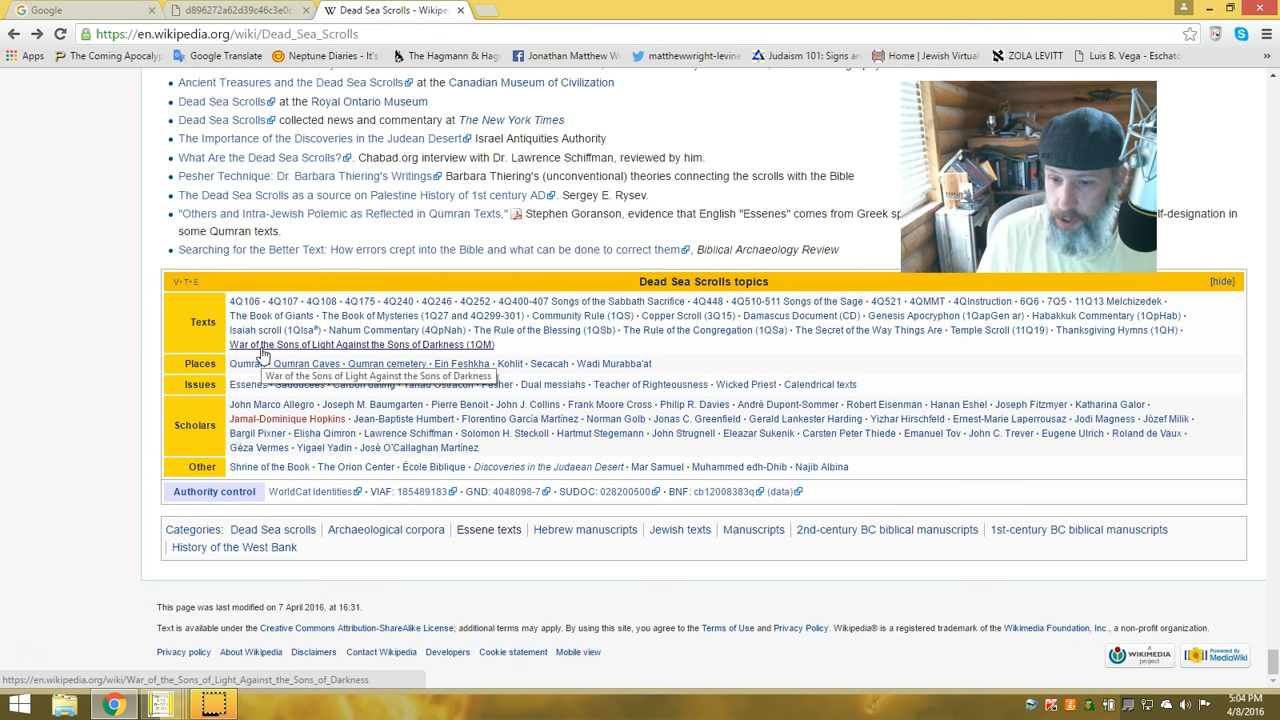 Google
d896272a62d39c46c3e0c
Dead Sea Scrolls - Wikipe
https://en.wikipedia.org/wiki/Dead_Sea_Scrolls
Apps
The Coming Apocalypse
Google Translate
Neptune Diaries - It's
The Hagmann & Hag
Jonathan Matthew Wri
matthewwright-levite
Judaism 101: Signs an
Home | Jewish Virtual
ZOLA LEVITT
Luis B. Vega - Eschato
Ancient Treasures and the Dead Sea Scrolls at the Canadian Museum of Civilization
Dead Sea Scrolls at the Royal Ontario Museum
Dead Sea Scrolls collected news and commentary at The New York Times
The Importance of the Discoveries in the Judean Desert Israel Antiquities Authority
What Are the Dead Sea Scrolls?. Chabad.org interview with Dr. Lawrence Schiffman, reviewed by him.
Pesher Technique: Dr. Barbara Thiering's Writings Barbara Thiering's (unconventional) theories connecting the scrolls with the Bible
The Dead Sea Scrolls as a source on Palestine History of 1st century AD. Sergey E. Rysev.
"Others and Intra-Jewish Polemic as Reflected in Qumran Texts," Stephen Goranson, evidence that English "Essenes" comes from Greek sp
lf-designation in
some Qumran texts.
Searching for the Better Text: How errors crept into the Bible and what can be done to correct them, Biblical Archaeology Review
V · T · E
Dead Sea Scrolls topics
[hide]
Texts
4Q106 · 4Q107 · 4Q108 · 4Q175 · 4Q240 · 4Q246 · 4Q252 · 4Q400-407 Songs of the Sabbath Sacrifice · 4Q448 · 4Q510-511 Songs of the Sage · 4Q521 · 4QMMT · 4QInstruction · 6Q6 · 7Q5 · 11Q13 Melchizedek ·
The Book of Giants · The Book of Mysteries (1Q27 and 4Q299-301) · Community Rule (1QS) · Copper Scroll (3Q15) · Damascus Document (CD) · Genesis Apocryphon (1QapGen ar) · Habakkuk Commentary (1QpHab) ·
Isaiah scroll (1QIsaª) · Nahum Commentary (4QpNah) · The Rule of the Blessing (1QSb) · The Rule of the Congregation (1QSa) · The Secret of the Way Things Are · Temple Scroll (11Q19) · Thanksgiving Hymns (1QH) ·
War of the Sons of Light Against the Sons of Darkness (1QM)
Places
Qumran · Qumran Caves · Qumran cemetery · Ein Feshkha · Kohlit · Secacah · Wadi Murabba'at
War of the Sons of Light Against the Sons of Darkness
Issues
Essenes · Sadducees · Carbon dating · Tanad Ostracon · Pesher · Dual messiahs · Teacher of Righteousness · Wicked Priest · Calendrical texts
Scholars
John Marco Allegro · Joseph M. Baumgarten · Pierre Benoit · John J. Collins · Frank Moore Cross · Philip R. Davies · André Dupont-Sommer · Robert Eisenman · Hanan Eshel · Joseph Fitzmyer · Katharina Galor ·
Jamal-Dominique Hopkins · Jean-Baptiste Humbert · Florentino García Martínez · Norman Golb · Jonas C. Greenfield · Gerald Lankester Harding · Yizhar Hirschfeld · Ernest-Marie Laperrousaz · Jodi Magness · Józef Milik ·
Bargil Pixner · Elisha Qimron · Lawrence Schiffman · Solomon H. Steckoll · Hartmut Stegemann · John Strugnell · Eleazar Sukenik · Carsten Peter Thiede · Emanuel Tov · John C. Trever · Eugene Ulrich · Roland de Vaux ·
Géza Vermes · Yigael Yadin · José O'Callaghan Martínez
Other
Shrine of the Book · The Orion Center · École Biblique · Discoveries in the Judaean Desert · Mar Samuel · Muhammed edh-Dhib · Najib Albina
Authority control
WorldCat Identities · VIAF: 185489183 · GND: 4048098-7 · SUDOC: 028200500 · BNF: cb12008383q (data)
Categories: Dead Sea scrolls | Archaeological corpora | Essene texts | Hebrew manuscripts | Jewish texts | Manuscripts | 2nd-century BC biblical manuscripts | 1st-century BC biblical manuscripts
| History of the West Bank
This page was last modified on 7 April 2016, at 16:31.
Text is available under the Creative Commons Attribution-ShareAlike License; additional terms may apply. By using this site, you agree to the Terms of Use and Privacy Policy. Wikipedia® is a registered trademark of the Wikimedia Foundation, Inc., a non-profit organization.
Privacy policy About Wikipedia Disclaimers Contact Wikipedia Developers Cookie statement Mobile view
A WIKIMEDIA project
Powered By MediaWiki
https://en.wikipedia.org/wiki/War_of_the_Sons_of_Light_Against_the_Sons_of_Darkness
5:04 PM
4/8/2016